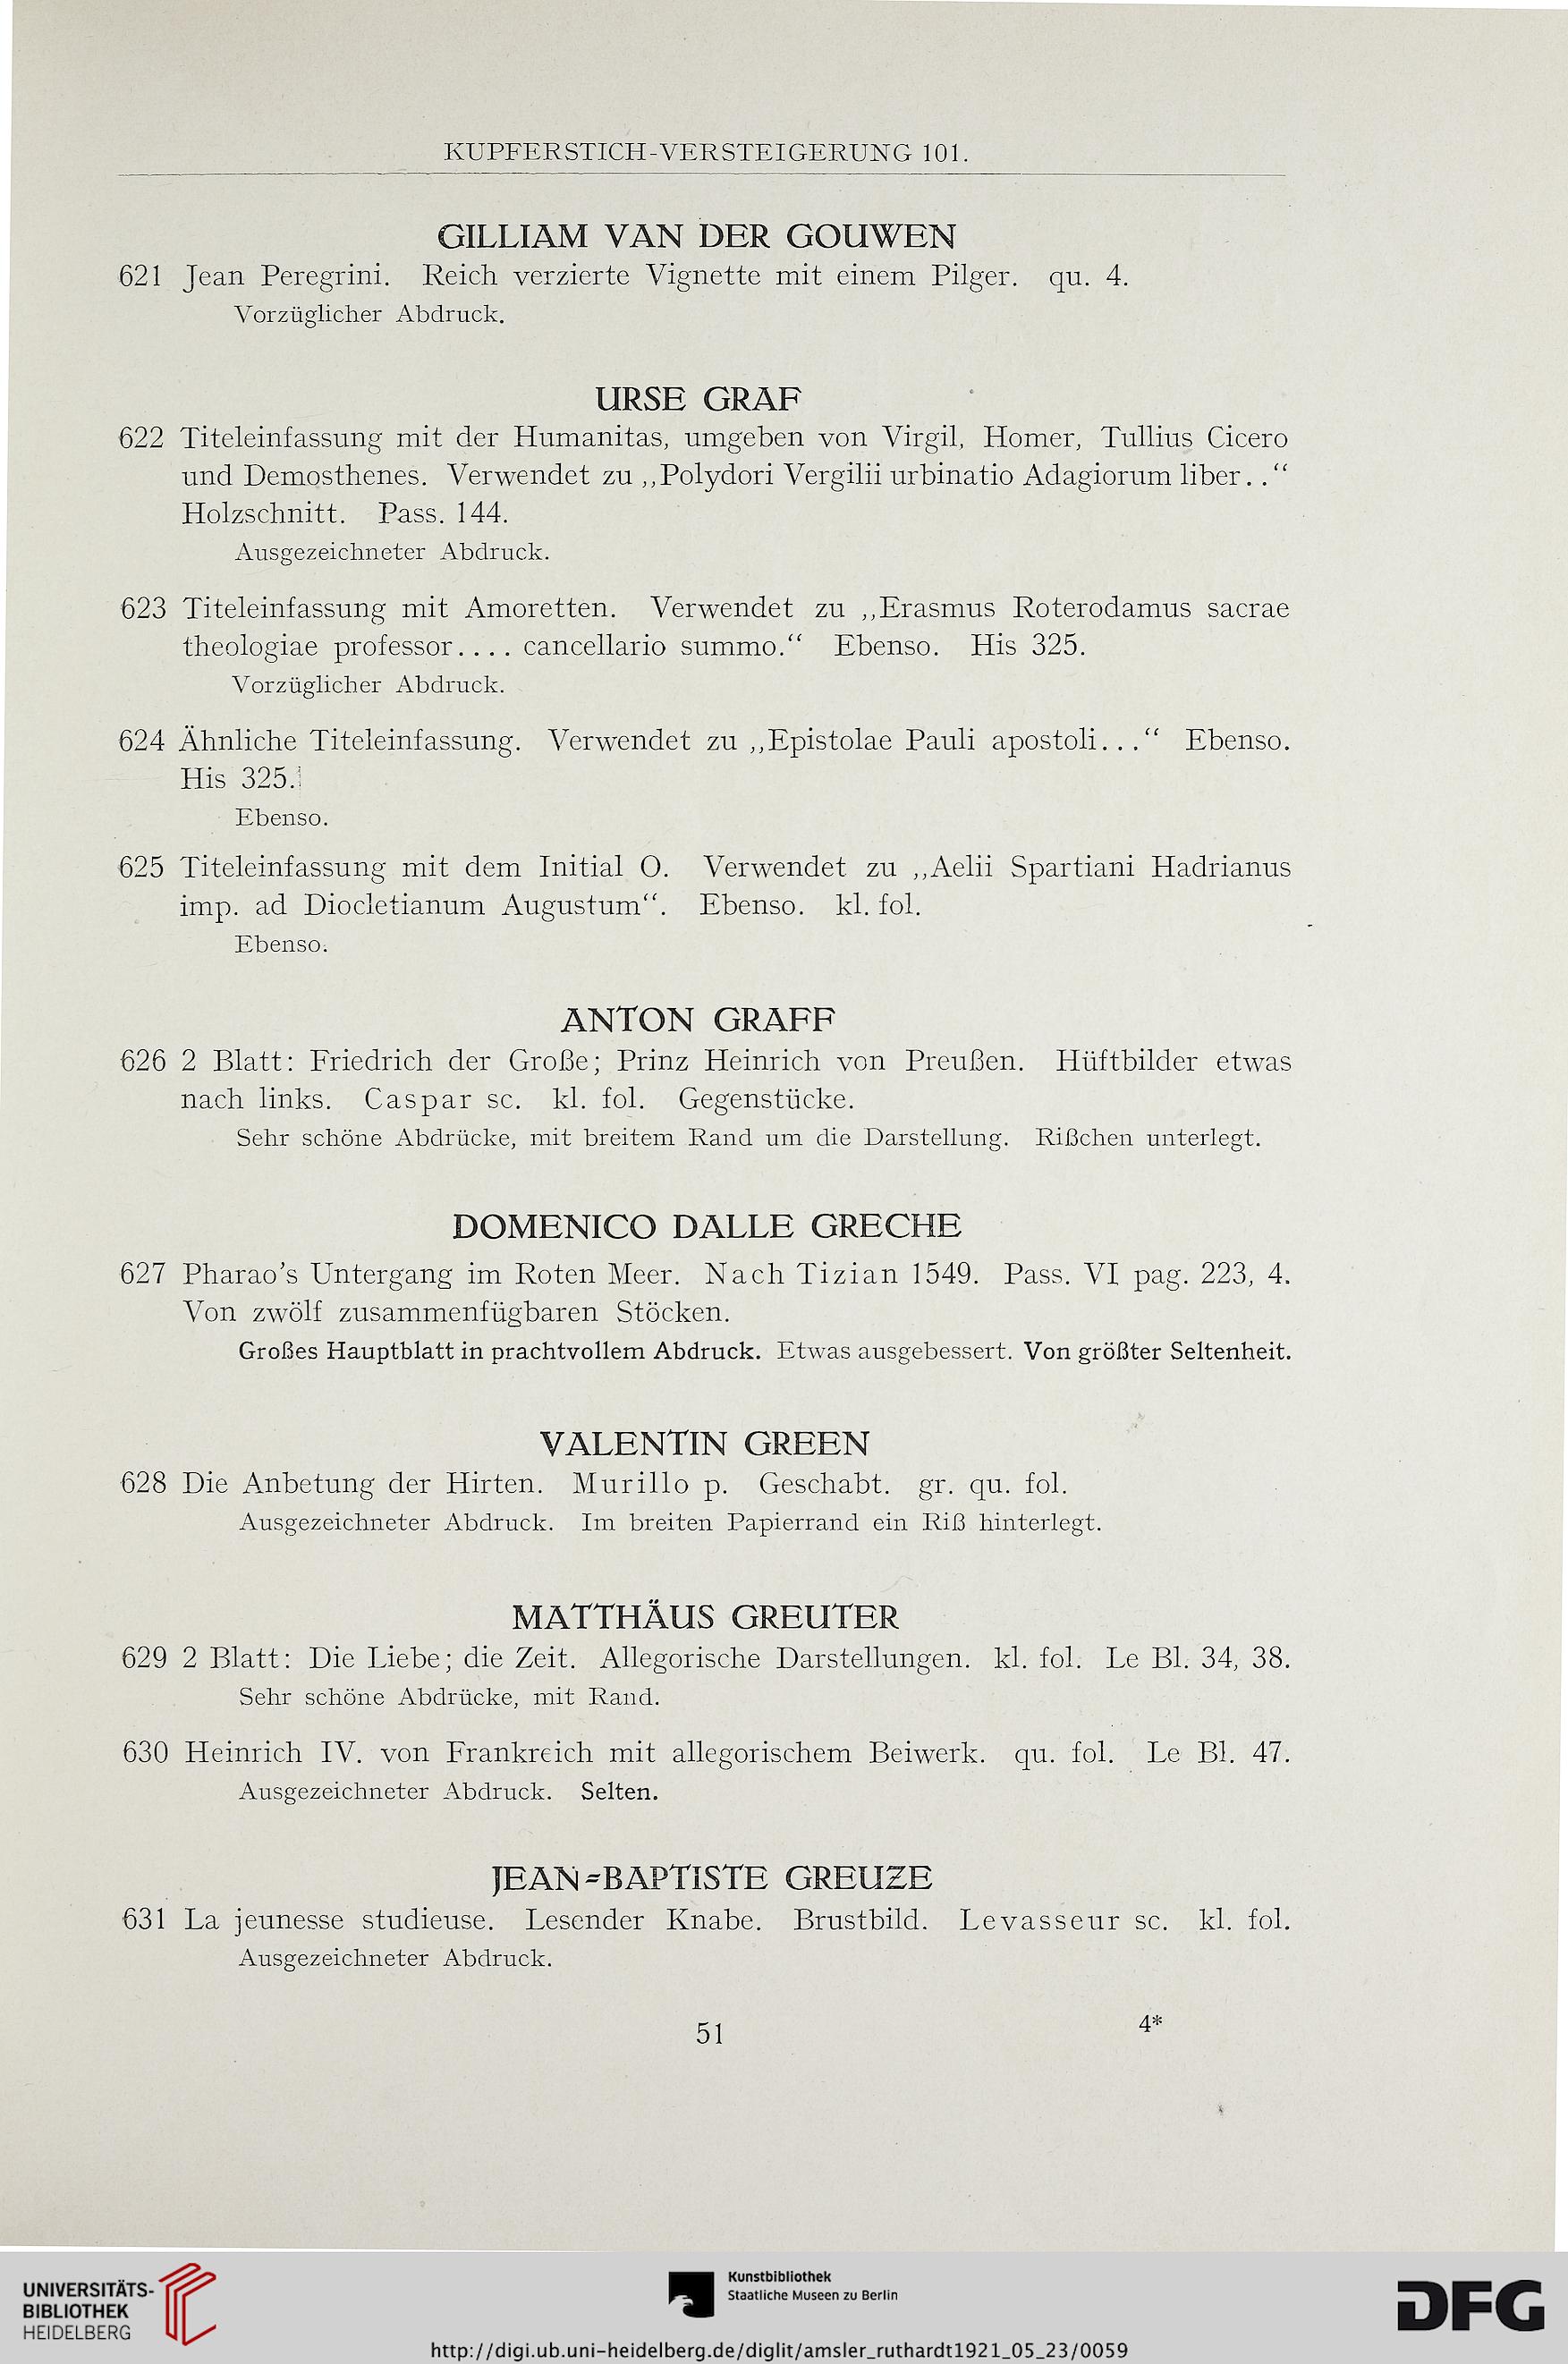 KUPFERSTICH-VERSTEIGERUNG 101.
GILLIAM VAN DER GOUWEN
621 Jean Peregrini. Reich verzierte Vignette mit einem Pilger. qu. 4.
Vorzüglicher Abdruck.
URSE GRAF
622 Titeleinfassung mit der Humanitas, umgeben von Virgil, Homer, Tullius Cicero
und Demosthenes. Verwendet zu „Polydori Vergilii urbinatio Adagiorum liber. .“
Holzschnitt. Pass. 144.
Ausgezeichneter Abdruck.
623 Titeleinfassung mit Amoretten. Verwendet zu „Erasmus Roterodamus sacrae
theologiae professor. . . . cancellario summo.“ Ebenso. His 325.
Vorzüglicher Abdruck.
624 Ähnliche Titeleinfassung. Verwendet zu „Epistolae Pauli apostoli. . .“ Ebenso.
His 325.
Ebenso.
625 Titeleinfassung mit dem Initial O. Verwendet zu „Aelii Spartiani Hadrianus
imp. ad Diocletianum Augustum“. Ebenso. kl. fol.
Ebenso.
ANTON GRAFF
626 2 Blatt: Friedrich der Große; Prinz Heinrich von Preußen. Hüftbilder etwas
nach links. Caspar sc. kl. fol. Gegenstücke.
Sehr schöne Abdrücke, mit breitem Rand um die Darstellung. Rißchen unterlegt.
DOMENICO DALLE GRECHE
627 Pharao's Untergang im Roten Meer. Nach Tizian 1549. Pass. VI pag. 223, 4.
Von zwölf zusammenfügbaren Stöcken.
Großes Hauptblatt in prachtvollem Abdruck. Etwas ausgebessert. Von größter Seltenheit.
VALENTIN GREEN
628 Die Anbetung der Hirten. Murillo p. Geschabt. gr. qu. fol.
Ausgezeichneter Abdruck. Im breiten Papierrand ein Riß hinterlegt.
MATTHÄUS GREUTER
629 2 Blatt: Die Liebe; die Zeit. Allegorische Darstellungen. kl. fol. Le Bl. 34, 38.
Sehr schöne Abdrücke, mit Rand.
630 Heinrich IV. von Frankreich mit allegorischem Beiwerk. qu. fol. Le Bl. 47.
Ausgezeichneter Abdruck. Selten.
JEAN-BAPTISTE GREUZE
631 La jeunesse studieuse. Lesender Knabe. Brustbild. Levasseur sc. kl. fol.
Ausgezeichneter Abdruck.
51 4*
UNIVERSITÄTS-
BIBLIOTHEK
HEIDELBERG
Kunstbibliothek
Staatliche Museen zu Berlin
DFG
http://digi.ub.uni-heidelberg.de/diglit/amsler_ruthardt1921_05_23/0059